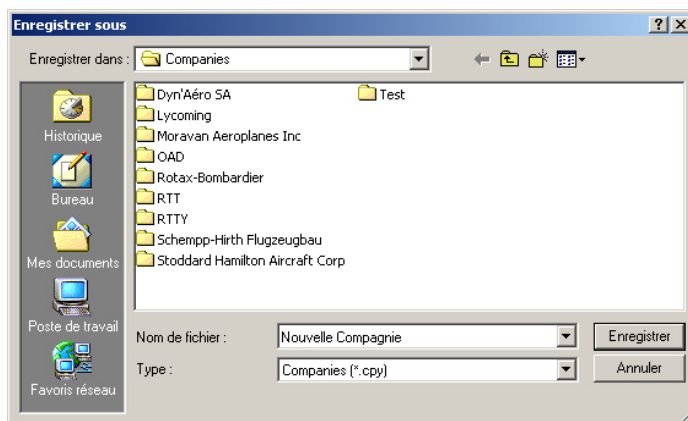 Enregistrer sous
Enregistrer dans : Companies
Historique
Bureau
Mes documents
Poste de travail
Favoris réseau
Dyn'Aéro SA
Lycoming
Moravan Aeroplanes Inc
OAD
Rotax-Bombardier
RTT
RTTY
Schempp-Hirth Flugzeugbau
Stoddard Hamilton Aircraft Corp
Test
Nom de fichier : Nouvelle Compagnie Enregistrer
Type : Companies (*.cpy) Annuler